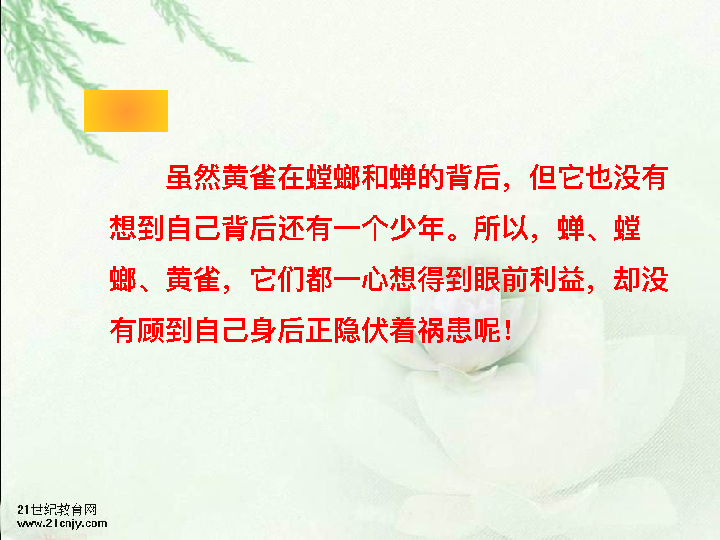 虽然黄雀在螳螂和蝉的背后，但它也没有
想到自己背后还有一个少年。所以，蝉、螳
螂、黄雀，它们都一心想得到眼前利益，却没
有顾到自己身后正隐伏着祸患呢！
21世纪教育网
www.21cnjy.com